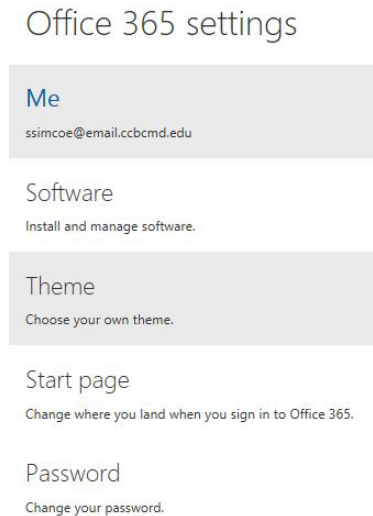 Office 365 settings
Me
ssimcoe@email.ccbcmd.edu
Software
Install and manage software.
Theme
Choose your own theme.
Start page
Change where you land when you sign in to Office 365.
Password
Change your password.